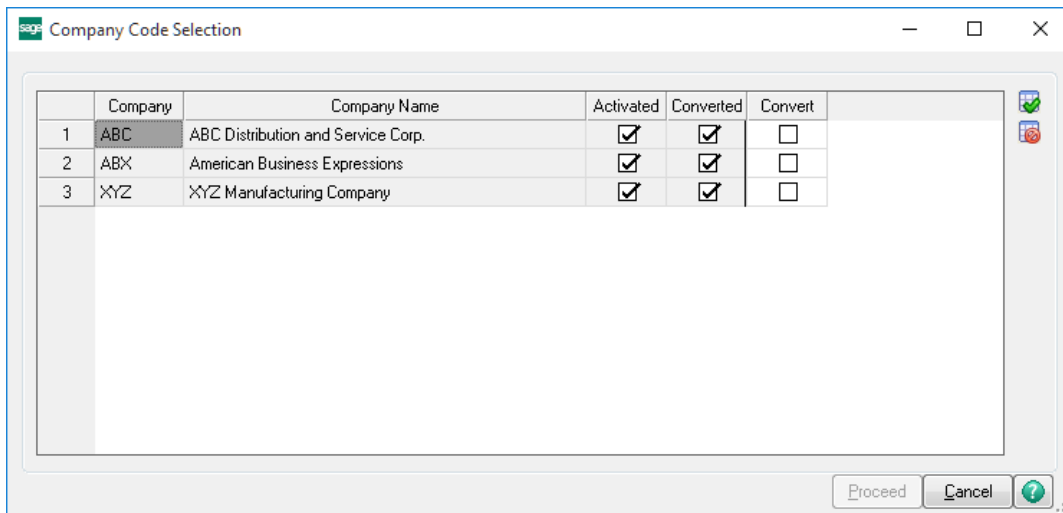 sage Company Code Selection
Company Company Name Activated Converted Convert
1 ABC ABC Distribution and Service Corp.
2 ABX American Business Expressions
3 XYZ XYZ Manufacturing Company
Proceed Cancel ?